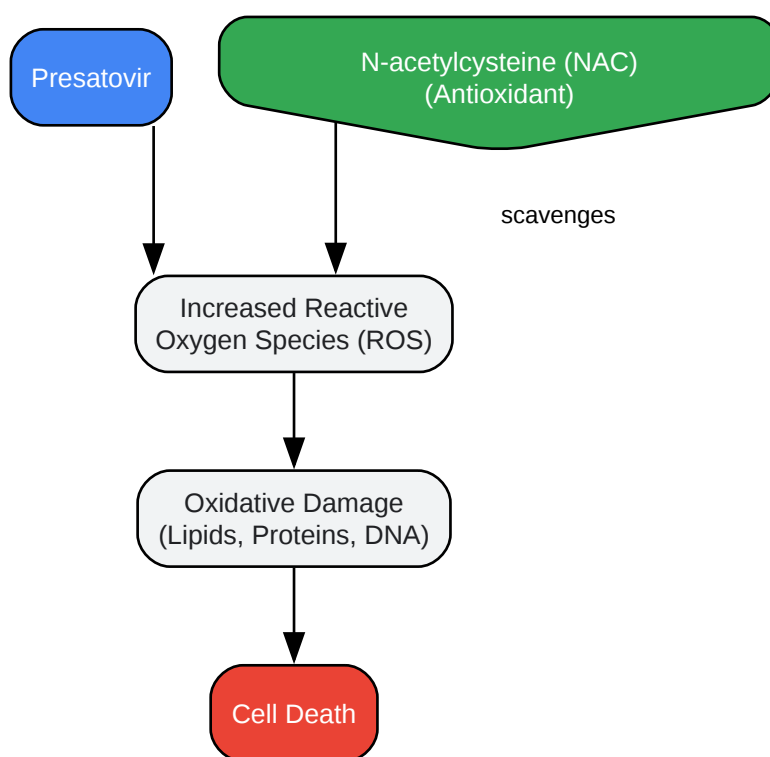 Presatovir
N-acetylcysteine (NAC)
(Antioxidant)
scavenges
Increased Reactive
Oxygen Species (ROS)
Oxidative Damage
(Lipids, Proteins, DNA)
Cell Death